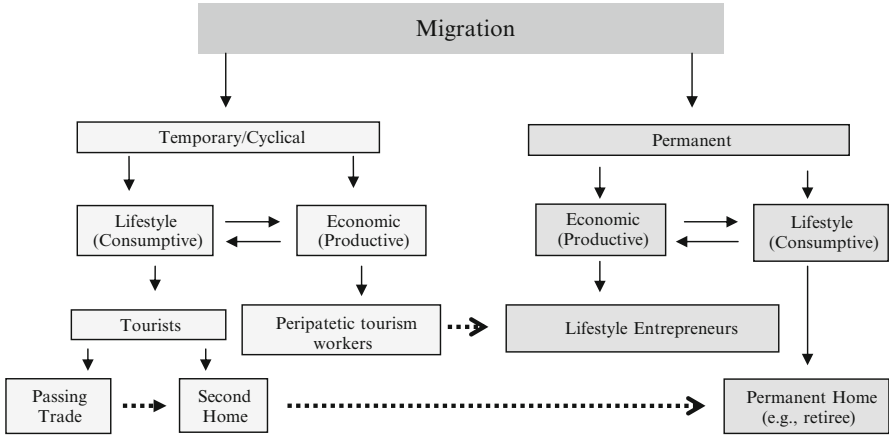 Migration
Temporary/Cyclical
Permanent
Lifestyle
(Consumptive)
Economic
(Productive)
Economic
(Productive)
Lifestyle
(Consumptive)
Tourists
Peripatetic tourism
workers
Lifestyle Entrepreneurs
Passing
Trade
Second
Home
Permanent Home
(e.g., retiree)